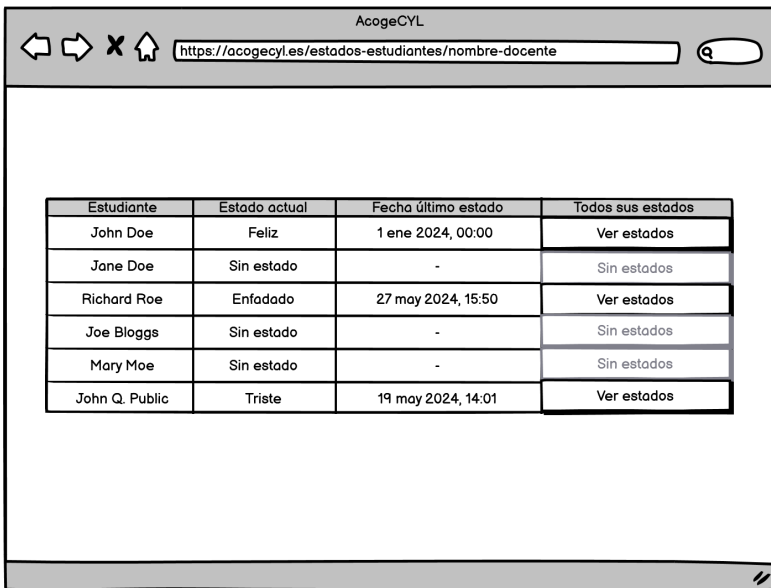 AcogeCYL
https://acogecyl.es/estados-estudiantes/nombre-docente
Estudiante Estado actual Fecha último estado Todos sus estados
John Doe Feliz 1 ene 2024, 00:00 Ver estados
Jane Doe Sin estado - Sin estados
Richard Roe Enfadado 27 may 2024, 15:50 Ver estados
Joe Bloggs Sin estado - Sin estados
Mary Moe Sin estado - Sin estados
John Q. Public Triste 19 may 2024, 14:01 Ver estados